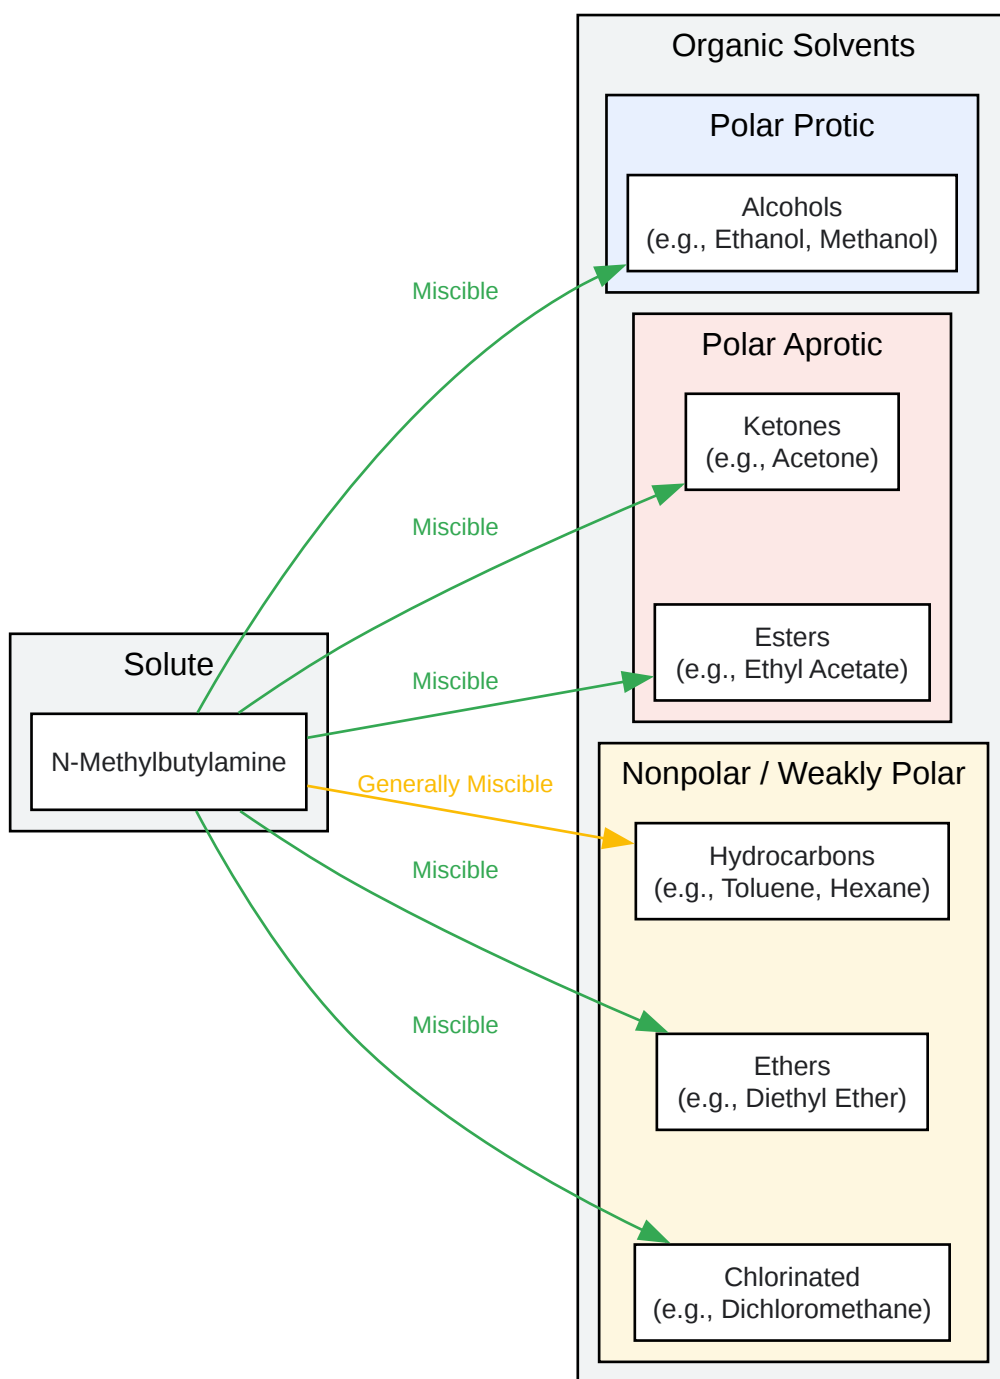 Organic Solvents
Polar Protic
Alcohols
(e.g., Ethanol, Methanol)
Miscible
Polar Aprotic
Ketones
(e.g., Acetone)
Miscible
Esters
(e.g., Ethyl Acetate)
Miscible
Solute
N-Methylbutylamine
Generally Miscible
Nonpolar / Weakly Polar
Hydrocarbons
(e.g., Toluene, Hexane)
Miscible
Ethers
(e.g., Diethyl Ether)
Miscible
Chlorinated
(e.g., Dichloromethane)